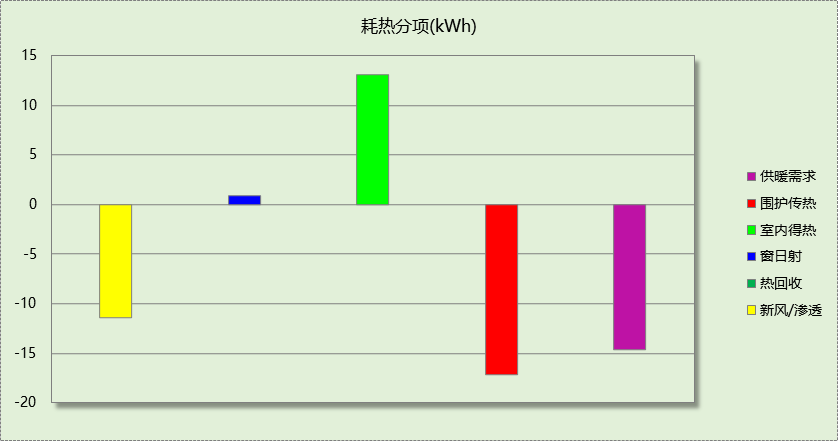 耗热分项(kWh)
15
10
5
0
-5
-10
-15
-20
供暖需求
围护传热
室内得热
窗日射
热回收
新风/渗透